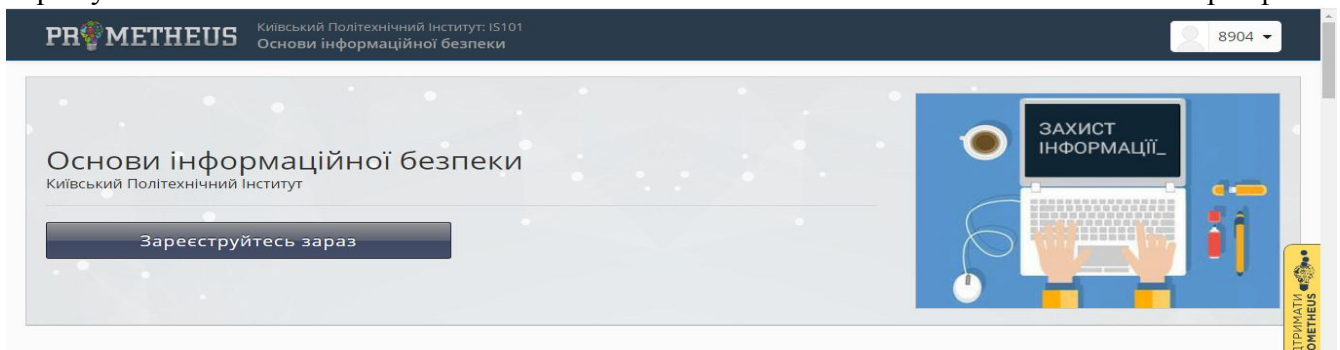 PROMETHEUS
Київський Політехнічний Інститут: IS101
Основи інформаційної безпеки
8904
Основи інформаційної безпеки
Київський Політехнічний Інститут
Зареєструйтесь зараз
ЗАХИСТ
ІНФОРМАЦІЇ_